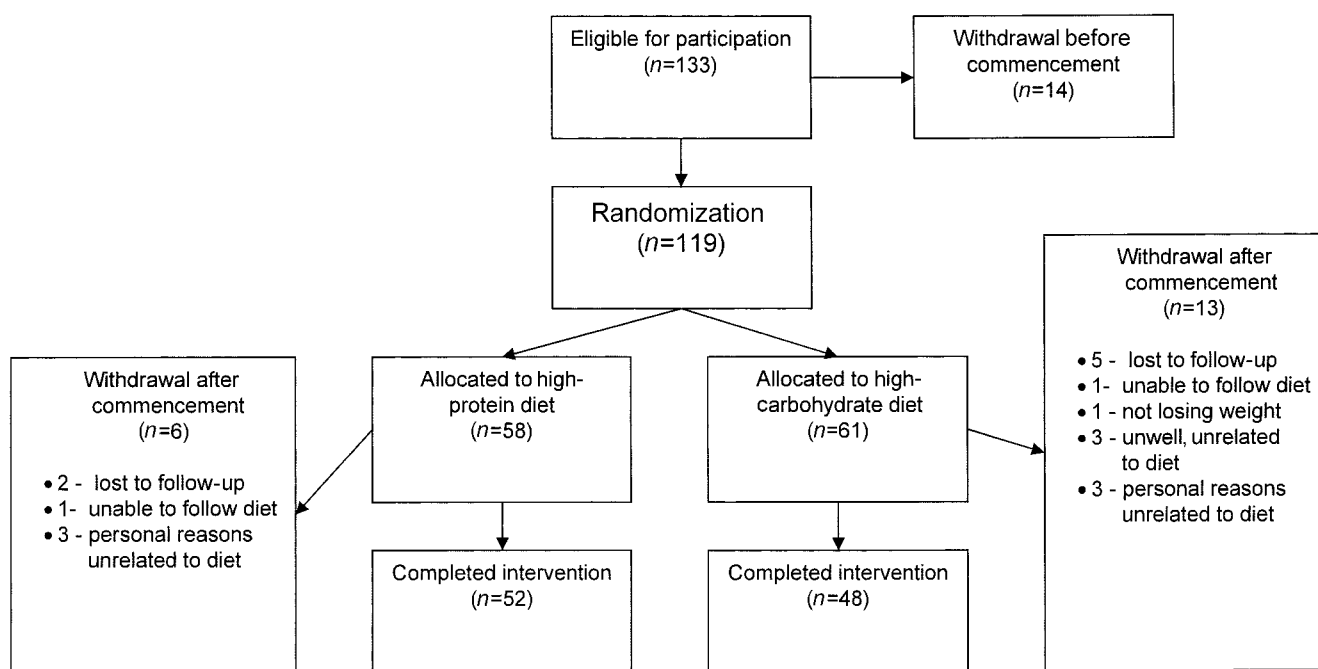 Eligible for participation
(n=133)
Withdrawal before
commencement
(n=14)
Randomization
(n=119)
Withdrawal after
commencement
(n=13)
• 5 - lost to follow-up
• 1- unable to follow diet
• 1 - not losing weight
• 3 - unwell, unrelated
to diet
• 3 - personal reasons
unrelated to diet
Withdrawal after
commencement
(n=6)
• 2 - lost to follow-up
• 1- unable to follow diet
• 3 - personal reasons
unrelated to diet
Allocated to high-
protein diet
(n=58)
Allocated to high-
carbohydrate diet
(n=61)
Completed intervention
(n=52)
Completed intervention
(n=48)